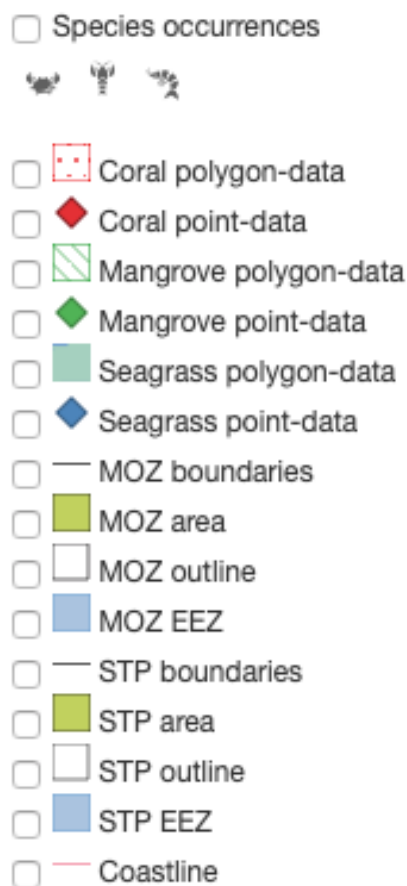 Species occurrences
Coral polygon-data
Coral point-data
Mangrove polygon-data
Mangrove point-data
Seagrass polygon-data
Seagrass point-data
MOZ boundaries
MOZ area
MOZ outline
MOZ EEZ
STP boundaries
STP area
STP outline
STP EEZ
Coastline